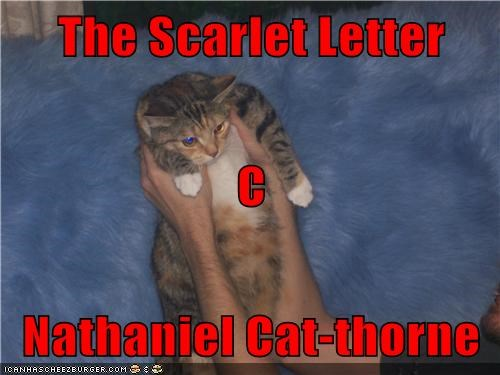 The Scarlet Letter
C
Nathaniel Cat-thorne
ICANHASCHEEZBURGER.COM